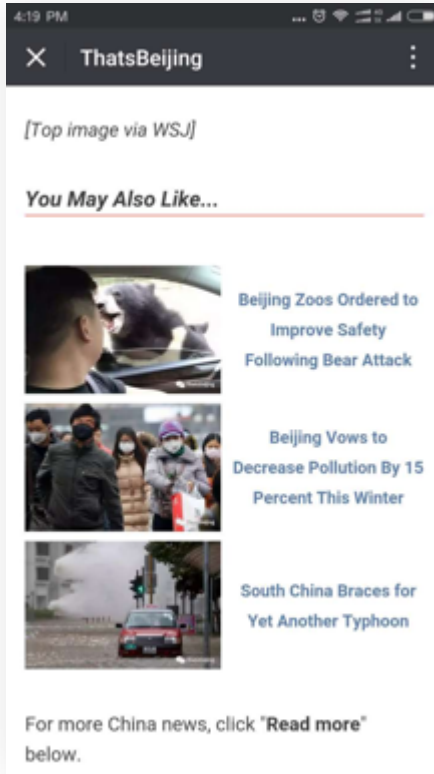 4:19 PM
ThatsBeijing
[Top image via WSJ]
You May Also Like...
Beijing Zoos Ordered to
Improve Safety
Following Bear Attack
Beijing Vows to
Decrease Pollution By 15
Percent This Winter
South China Braces for
Yet Another Typhoon
For more China news, click "Read more"
below.